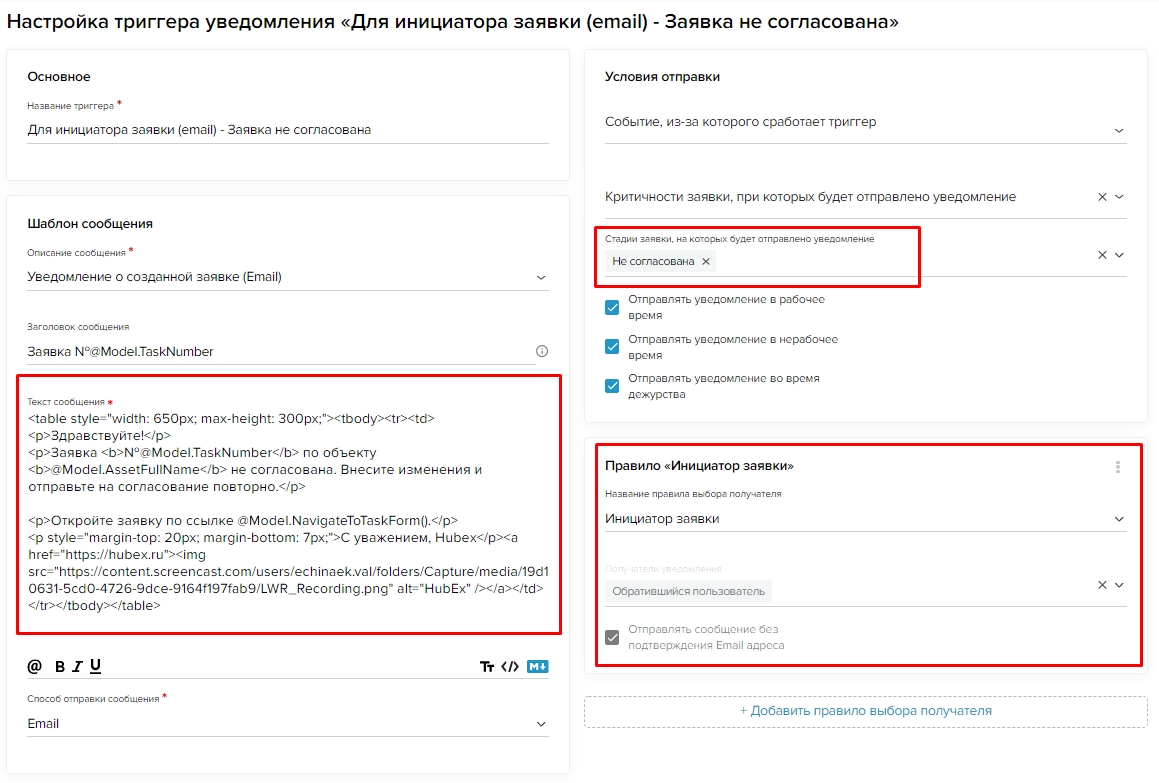 Настройка триггера уведомления «Для инициатора заявки (email) - Заявка не согласована»
Основное
Название триггера *
Для инициатора заявки (email) - Заявка не согласована
Шаблон сообщения
Описание сообщения *
Уведомление о созданной заявке (Email)
Заголовок сообщения
Заявка №@Model.TaskNumber
Текст сообщения *
<table style="width: 650px; max-height: 300px;"><tbody><tr><td>
<p>Здравствуйте!</p>
<p>Заявка <b>№@Model.TaskNumber</b> по объекту
<b>@Model.AssetFullName</b> не согласована. Внесите изменения и
отправьте на согласование повторно.</p>
<p>Откройте заявку по ссылке @Model.NavigateToTaskForm().</p>
<p style="margin-top: 20px; margin-bottom: 7px;">С уважением, Hubex</p><a
href="https://hubex.ru"><img
src="https://content.screencast.com/users/echinaek.val/folders/Capture/media/19d1
0631-5cd0-4726-9dce-9164f197fab9/LWR_Recording.png" alt="HubEx" /></a></td>
</tr></tbody></table>
@ B I U Tт </> M↓
Способ отправки сообщения *
Email
Условия отправки
Событие, из-за которого сработает триггер
Критичности заявки, при которых будет отправлено уведомление
Стадии заявки, на которых будет отправлено уведомление
Не согласована
Отправлять уведомление в рабочее
время
Отправлять уведомление в нерабочее
время
Отправлять уведомление во время
дежурства
Правило «Инициатор заявки»
Название правила выбора получателя
Инициатор заявки
Получатели уведомления
Обратившийся пользователь
Отправлять сообщение без
подтверждения Email адреса
+ Добавить правило выбора получателя